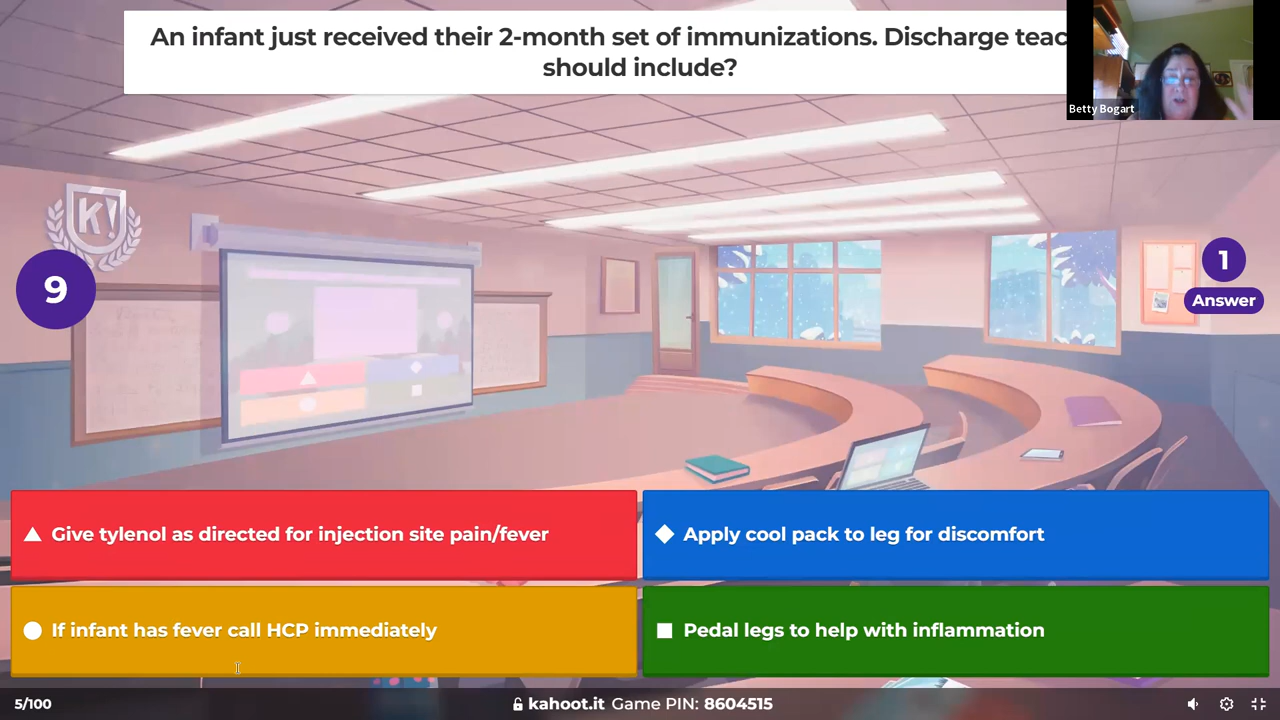 An infant just received their 2-month set of immunizations. Discharge teac
should include?
Betty Bogart
K!
9
1
Answer
Give tylenol as directed for injection site pain/fever
Apply cool pack to leg for discomfort
If infant has fever call HCP immediately
Pedal legs to help with inflammation
5/100
kahoot.it Game PIN: 8604515